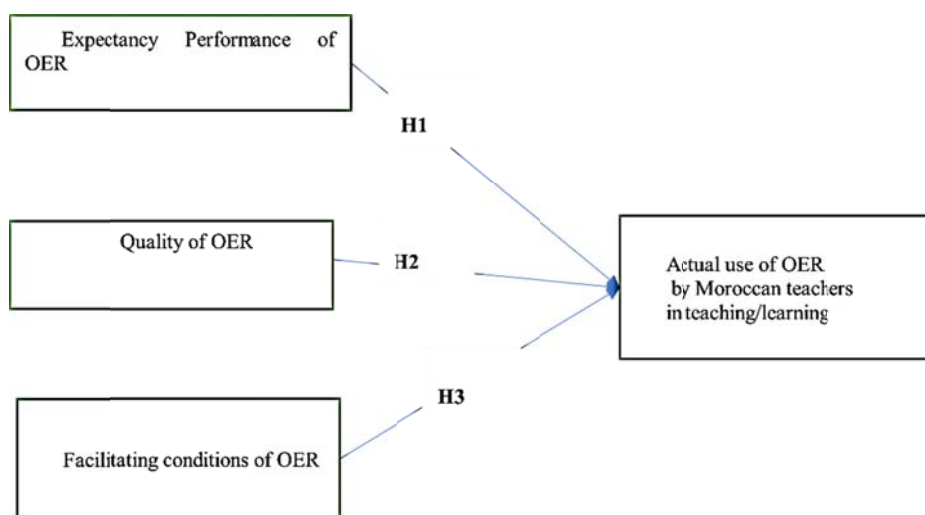 Expectancy Performance of
OER
H1
Quality of OER
H2
Actual use of OER
by Moroccan teachers
in teaching/learning
H3
Facilitating conditions of OER